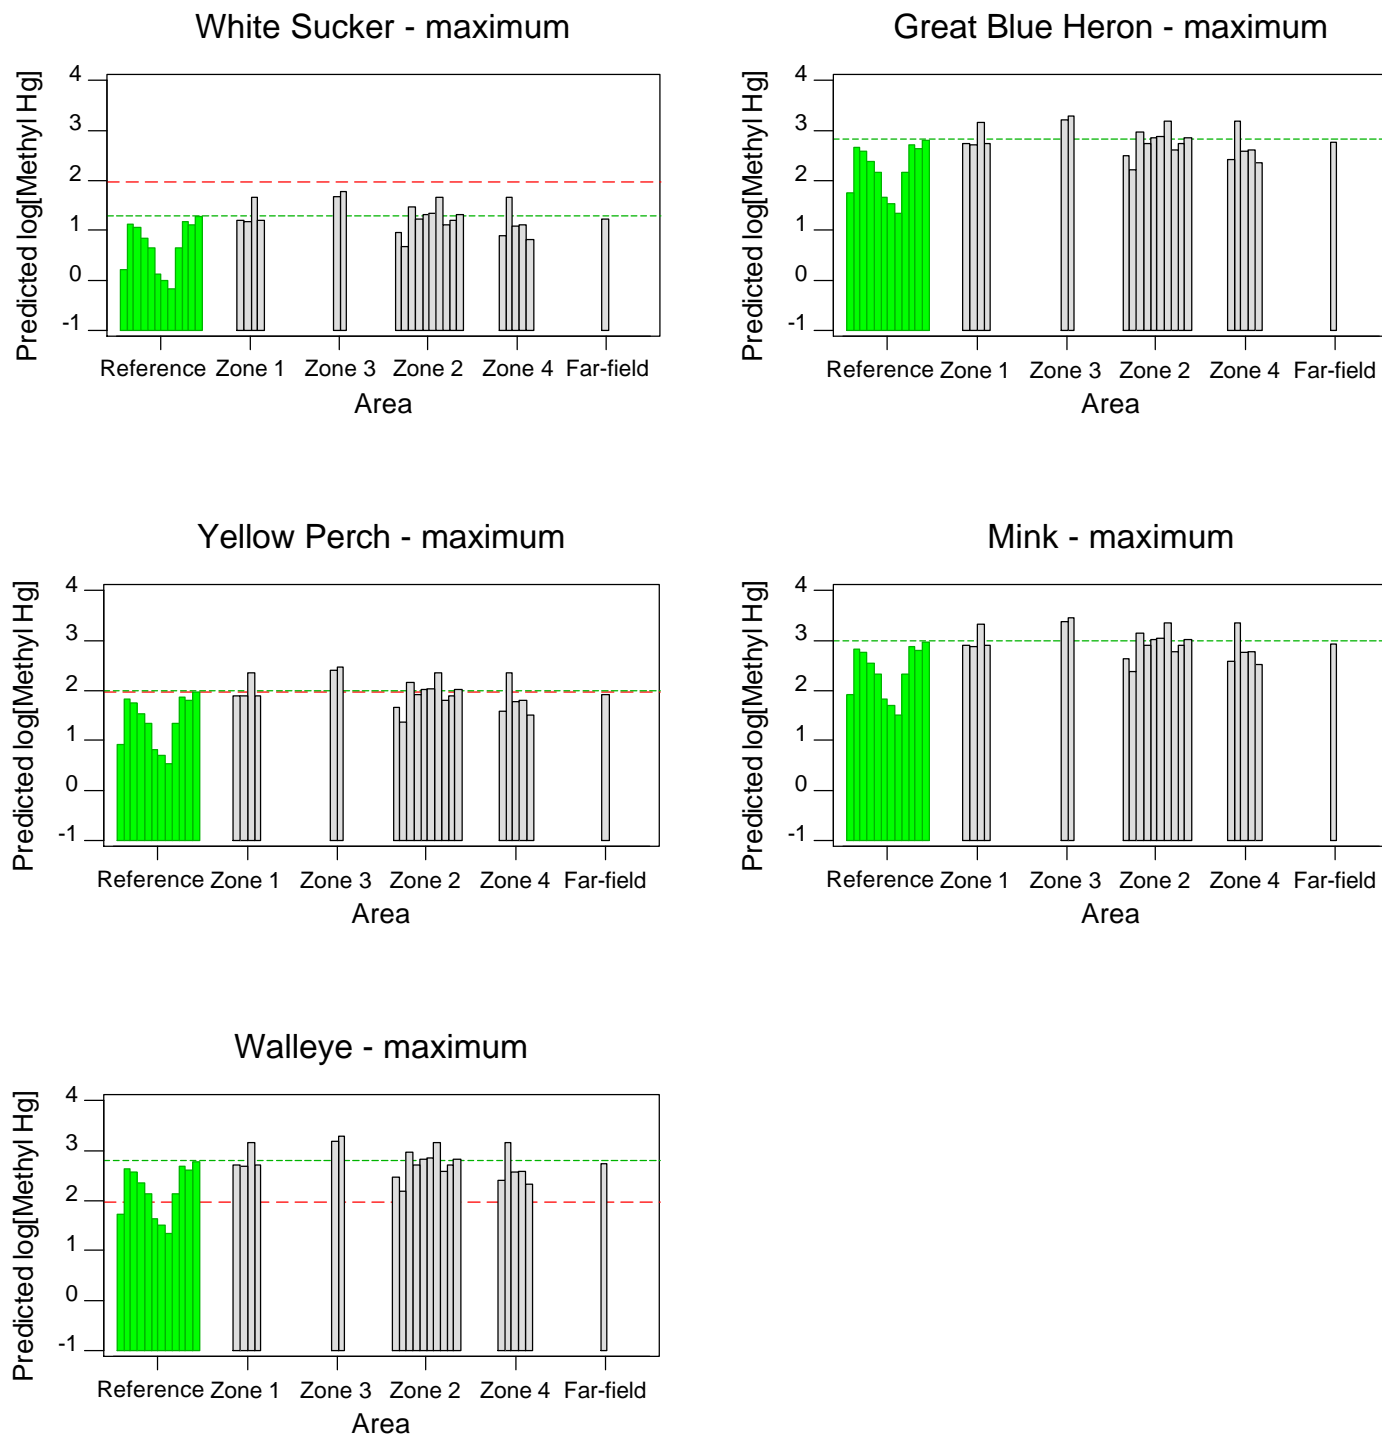 White Sucker - maximum
Predicted log[Methyl Hg]
4
3
2
1
0
-1
Reference Zone 1 Zone 3 Zone 2 Zone 4 Far-field
Area
Great Blue Heron - maximum
Predicted log[Methyl Hg]
4
3
2
1
0
-1
Reference Zone 1 Zone 3 Zone 2 Zone 4 Far-field
Area
Yellow Perch - maximum
Predicted log[Methyl Hg]
4
3
2
1
0
-1
Reference Zone 1 Zone 3 Zone 2 Zone 4 Far-field
Area
Mink - maximum
Predicted log[Methyl Hg]
4
3
2
1
0
-1
Reference Zone 1 Zone 3 Zone 2 Zone 4 Far-field
Area
Walleye - maximum
Predicted log[Methyl Hg]
4
3
2
1
0
-1
Reference Zone 1 Zone 3 Zone 2 Zone 4 Far-field
Area